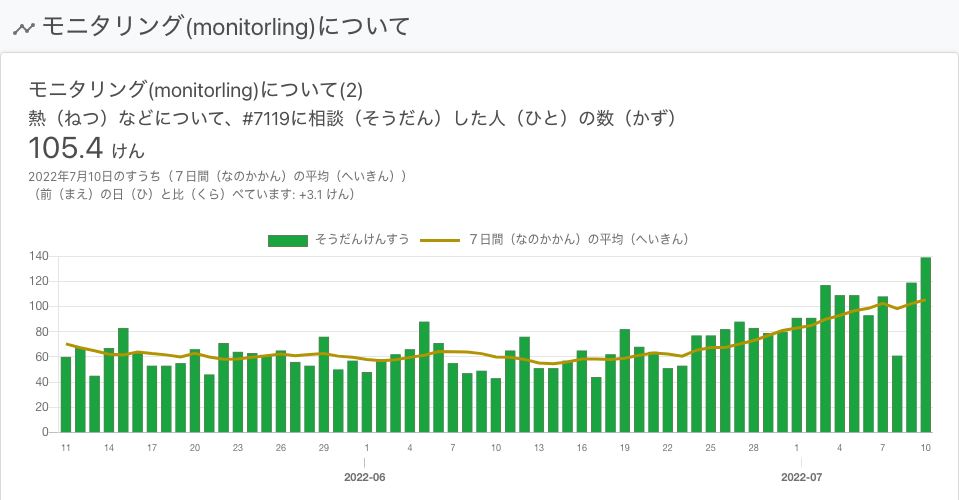 モニタリング(monitorling)について
モニタリング(monitorling)について(2)
熱（ねつ）などについて、#7119に相談（そうだん）した人（ひと）の数（かず）
105.4 けん
2022年7月10日のすうち（７日間（なのかかん）の平均（へいきん））
（前（まえ）の日（ひ）と比（くら）べています: +3.1 けん）
そうだんけんすう ７日間（なのかかん）の平均（へいきん）
140
120
100
80
60
40
20
0
11 14 17 20 23 26 29 1 4 7 10 13 16 19 22 25 28 1 4 7 10
2022-06 2022-07